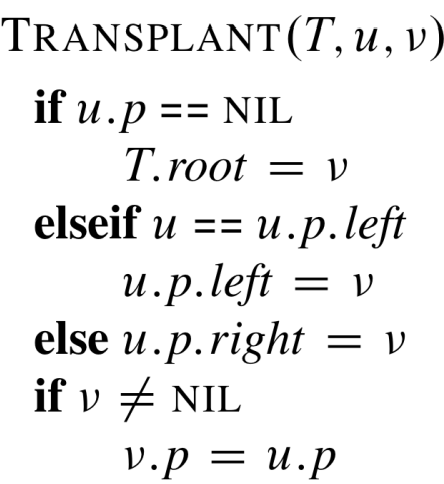 TRANSPLANT(T, u, v)
if u.p == NIL
T.root = v
elseif u == u.p.left
u.p.left = v
else u.p.right = v
if v ≠ NIL
v.p = u.p